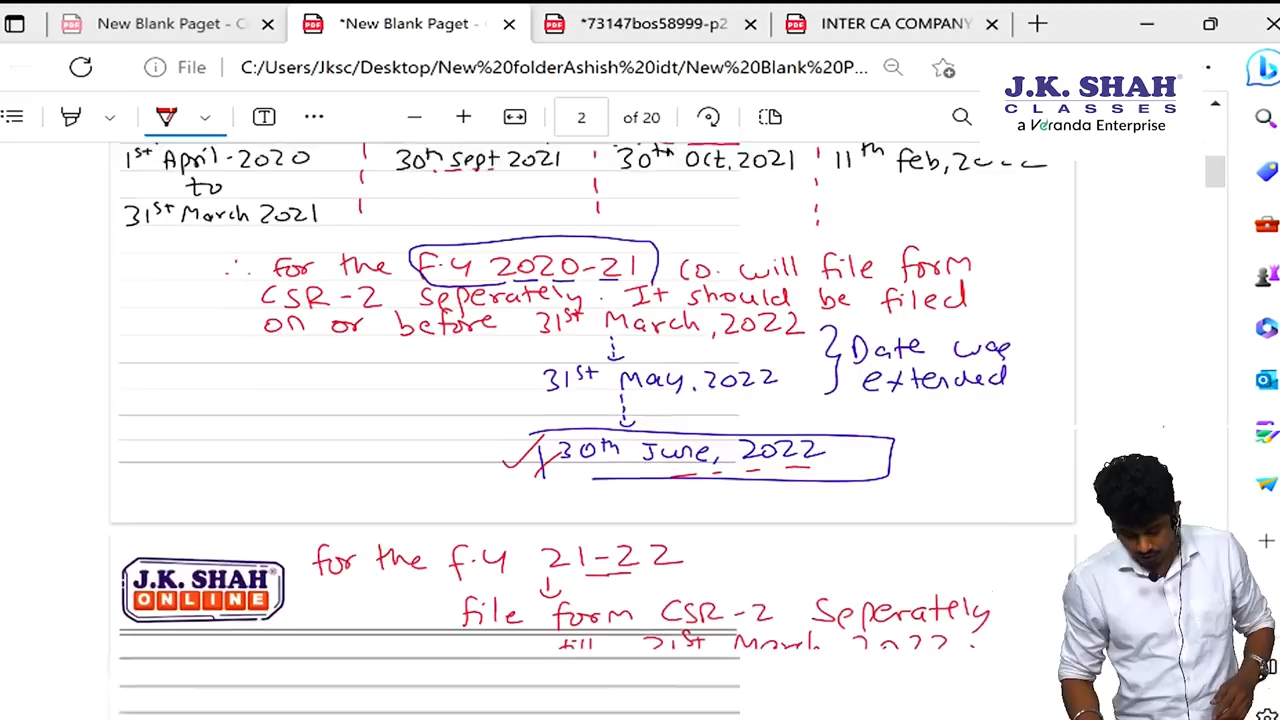 *New Blank Paget - C
*New Blank Paget -
*73147bos58999-p2
INTER CA COMPANY
File
C:/Users/Jksc/Desktop/New%20folderAshish%20idt/New%20Blank%20P...
J.K. SHAH®
CLASSES
a Veranda Enterprise
2 of 20
1st April-2020 30th Sept 2021 30th Oct, 2021 11th feb,
to
31st March 2021
∴ for the f.y 2020-21 Co. will file form
CSR-2 Seperately. It should be filed
on or before 31st March, 2022
31st May, 2022
Date was
extended
30th June, 2022
J.K. SHAH®
ONLINE
for the f.y 21-22
file form CSR-2 Seperately
till 31st March 2022